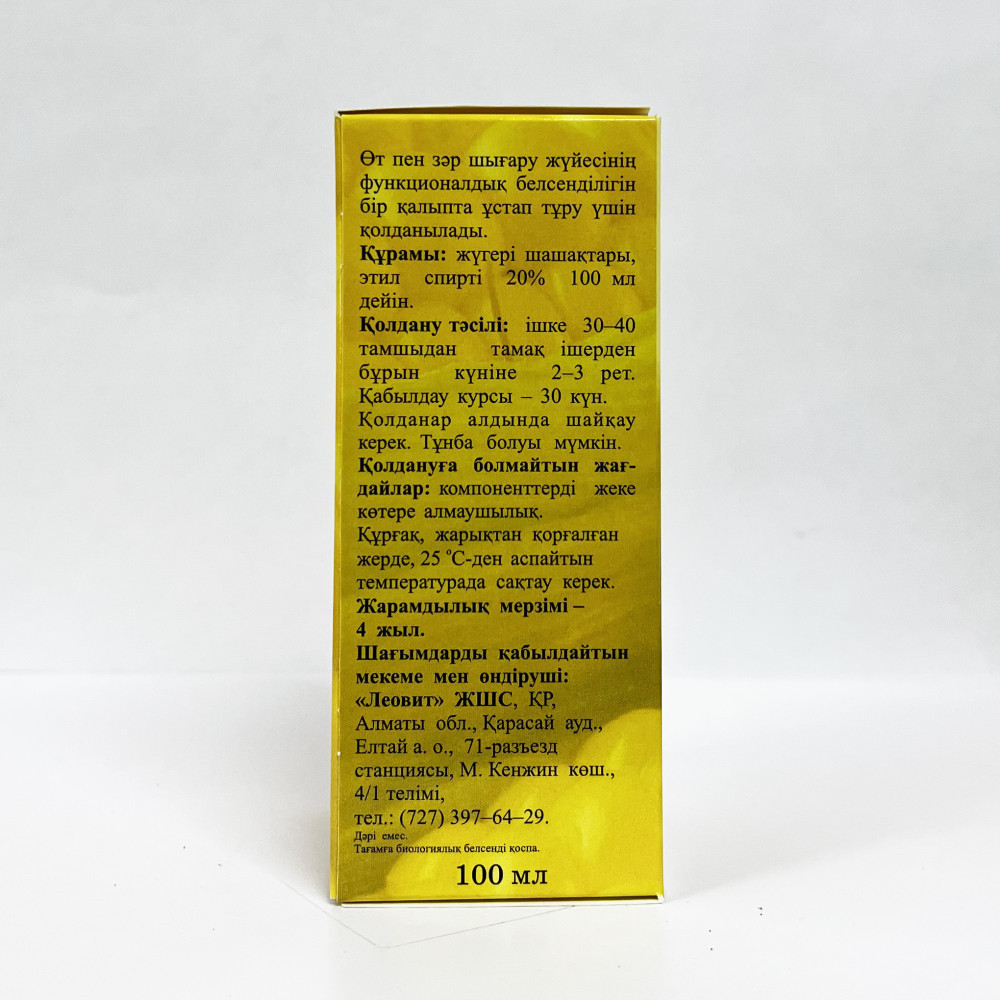 Өт пен зәр шығару жүйесінің
функционалдық белсенділігін
бір қалыпта ұстап тұру үшін
қолданылады.
Құрамы: жүгері шашақтары,
этил спирті 20% 100 мл
дейін.
Қолдану тәсілі: ішке 30–40
тамшыдан тамақ ішерден
бұрын күніне 2–3 рет.
Қабылдау курсы – 30 күн.
Қолданар алдында шайқау
керек. Тұнба болуы мүмкін.
Қолдануға болмайтын жағ-
дайлар: компоненттерді жеке
көтере алмаушылық.
Құрғақ, жарықтан қорғалған
жерде, 25 °С-ден аспайтын
температурада сақтау керек.
Жарамдылық мерзімі –
4 жыл.
Шағымдарды қабылдайтын
мекеме мен өндіруші:
«Леовит» ЖШС, ҚР,
Алматы обл., Қарасай ауд.,
Елтай а. о., 71-разъезд
станциясы, М. Кенжин көш.,
4/1 телімі,
тел.: (727) 397–64–29.
Дәрі емес.
Тағамға биологиялық белсенді қоспа.
100 мл